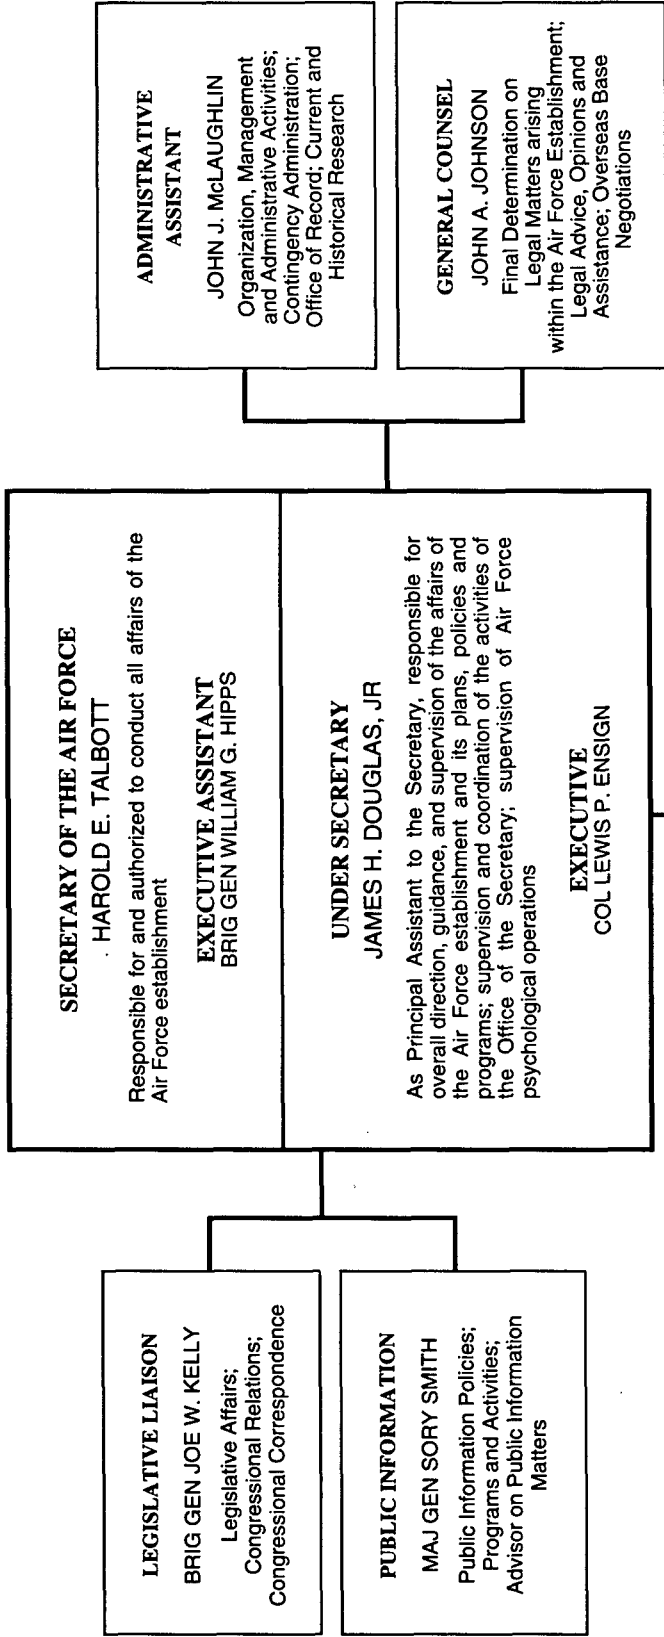 SECRETARY OF THE AIR FORCE
. HAROLD E. TALBOTT
Responsible for and authorized to conduct all affairs of the
Air Force establishment
EXECUTIVE ASSISTANT
BRIG GEN WILLIAM G. HIPPS
UNDER SECRETARY
JAMES H. DOUGLAS, JR
As Principal Assistant to the Secretary, responsible for
overall direction, guidance, and supervision of the affairs of
the Air Force establishment and its plans, policies and
programs; supervision and coordination of the activities of
the Office of the Secretary; supervision of Air Force
psychological operations
EXECUTIVE
COL LEWIS P. ENSIGN
LEGISLATIVE LIAISON
BRIG GEN JOE W. KELLY
Legislative Affairs;
Congressional Relations;
Congressional Correspondence
PUBLIC INFORMATION
MAJ GEN SORY SMITH
Public Information Policies;
Programs and Activities;
Advisor on Public Information
Matters
ADMINISTRATIVE
ASSISTANT
JOHN J. McLAUGHLIN
Organization, Management
and Administrative Activities;
Contingency Administration;
Office of Record; Current and
Historical Research
GENERAL COUNSEL
JOHN A. JOHNSON
Final Determination on
Legal Matters arising
within the Air Force Establishment;
Legal Advice, Opinions and
Assistance; Overseas Base
Negotiations